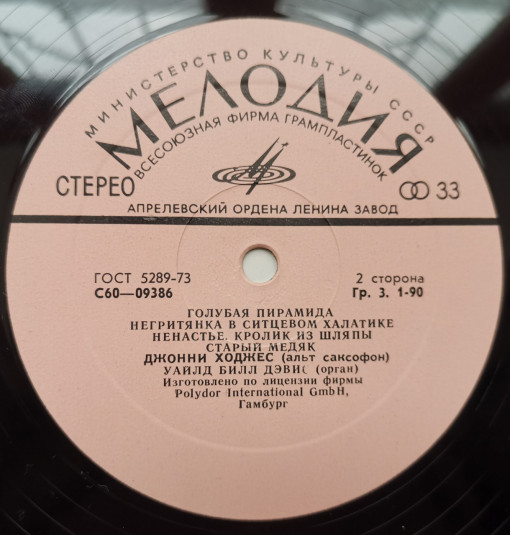 МИНИСТЕРСТВО КУЛЬТУРЫ СССР
МЕЛОДИЯ
ВСЕСОЮЗНАЯ ФИРМА ГРАМПЛАСТИНОК
СТЕРЕО
33
АПРЕЛЕВСКИЙ ОРДЕНА ЛЕНИНА ЗАВОД
ГОСТ 5289-73
2 сторона
С60—09386
Гр. 3. 1-90
ГОЛУБАЯ ПИРАМИДА
НЕГРИТЯНКА В СИТЦЕВОМ ХАЛАТИКЕ
НЕНАСТЬЕ. КРОЛИК ИЗ ШЛЯПЫ
СТАРЫЙ МЕДЯК
ДЖОННИ ХОДЖЕС (альт саксофон)
УАЙЛД БИЛЛ ДЭВИС (орган)
Изготовлено по лицензии фирмы
Polydor International GmbH,
Гамбург